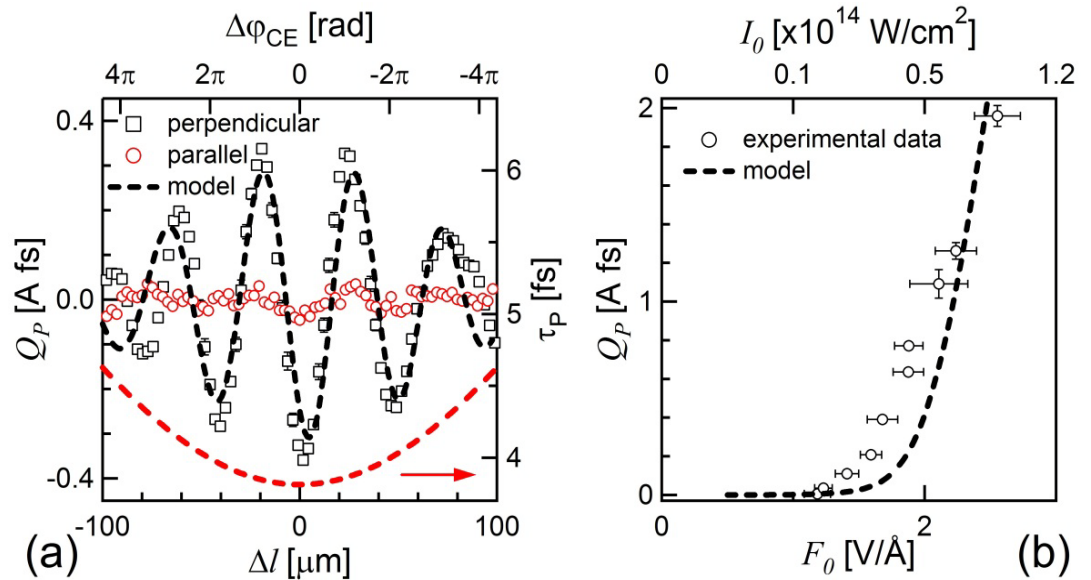 Δφ_CE [rad]
4π 2π 0 -2π -4π
perpendicular
parallel
model
Q_P [A fs]
0.4
0.0
-0.4
τ_P [fs]
6
5
4
-100 0 100
Δl [μm]
(a)
I_0 [x10^14 W/cm^2]
0 0.1 0.5 1.2
experimental data
model
Q_P [A fs]
2
1
0
0 2
F_0 [V/Å]
(b)